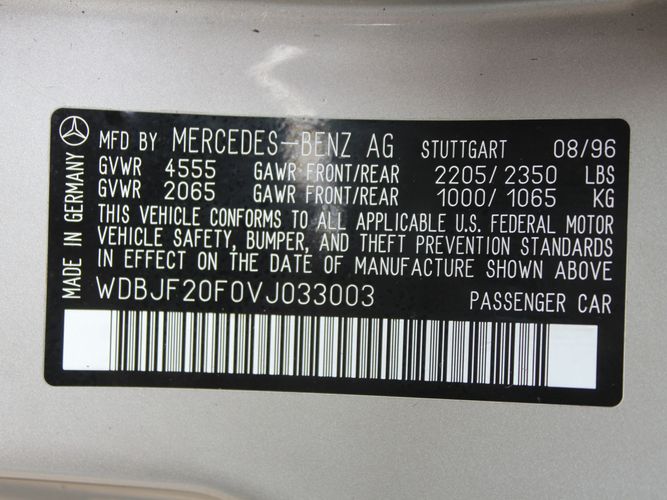 MADE IN GERMANY
MFD BY MERCEDES-BENZ AG STUTTGART 08/96
GVWR 4555 GAWR FRONT/REAR 2205/2350 LBS
GVWR 2065 GAWR FRONT/REAR 1000/1065 KG
THIS VEHICLE CONFORMS TO ALL APPLICABLE U.S. FEDERAL MOTOR
VEHICLE SAFETY, BUMPER, AND THEFT PREVENTION STANDARDS
IN EFFECT ON THE DATE OF MANUFACTURE SHOWN ABOVE
WDBJF20F0VJ033003 PASSENGER CAR